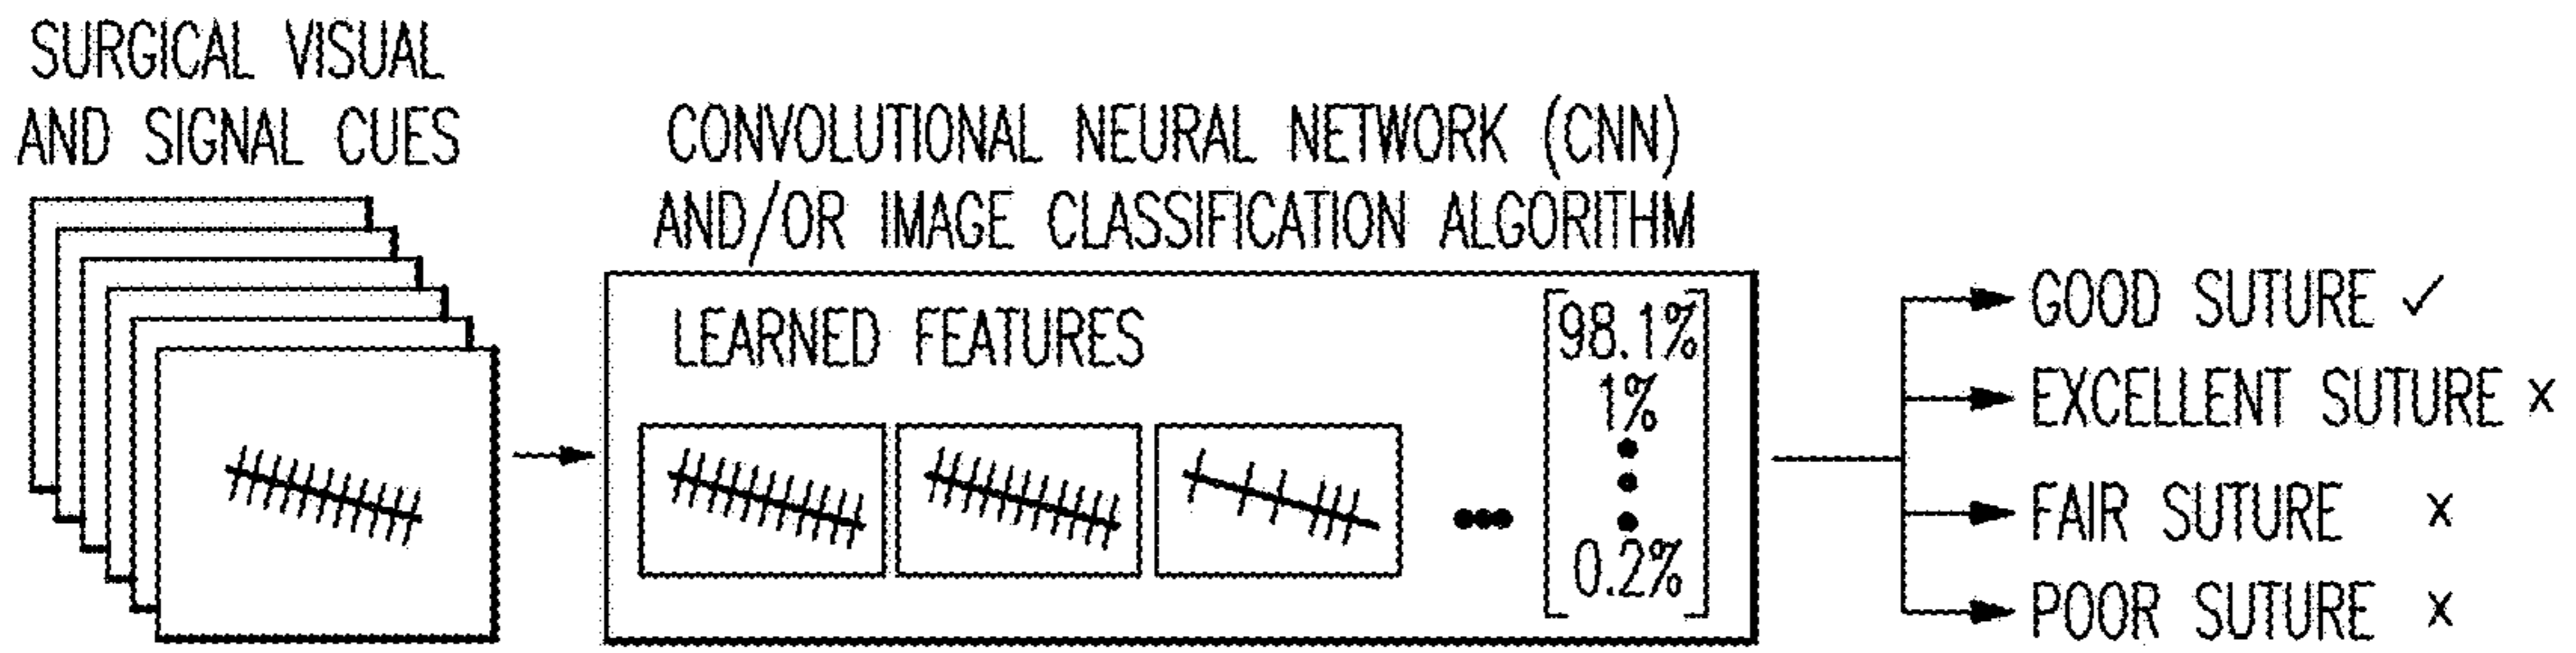 SURGICAL VISUAL
AND SIGNAL CUES
CONVOLUTIONAL NEURAL NETWORK (CNN)
AND/OR IMAGE CLASSIFICATION ALGORITHM
LEARNED FEATURES
98.1%
1%
0.2%
GOOD SUTURE ✓
EXCELLENT SUTURE x
FAIR SUTURE x
POOR SUTURE x